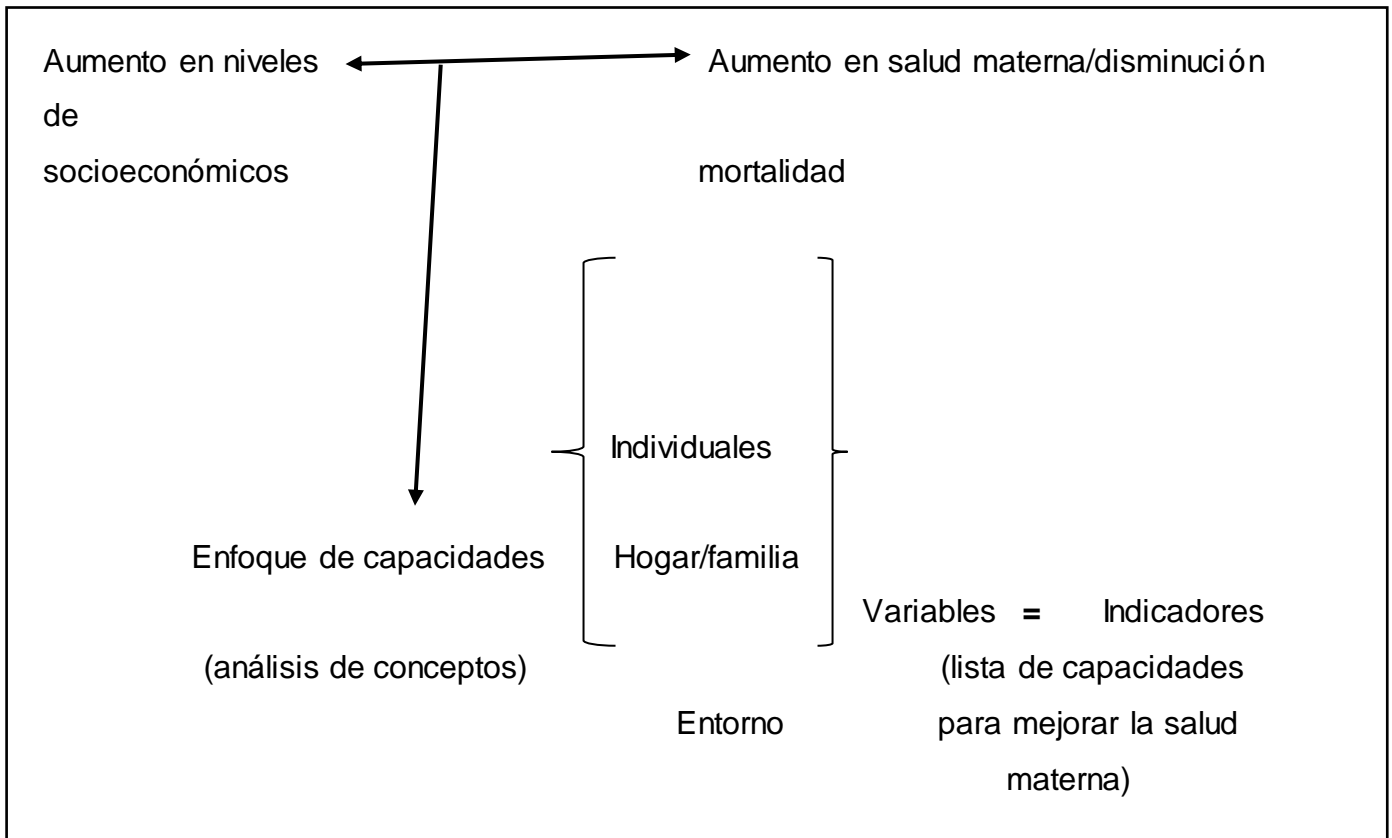 Aumento en niveles Aumento en salud materna/disminución
de
socioeconómicos mortalidad
Individuales
Enfoque de capacidades Hogar/familia
Variables = Indicadores
(análisis de conceptos) (lista de capacidades
Entorno para mejorar la salud
materna)